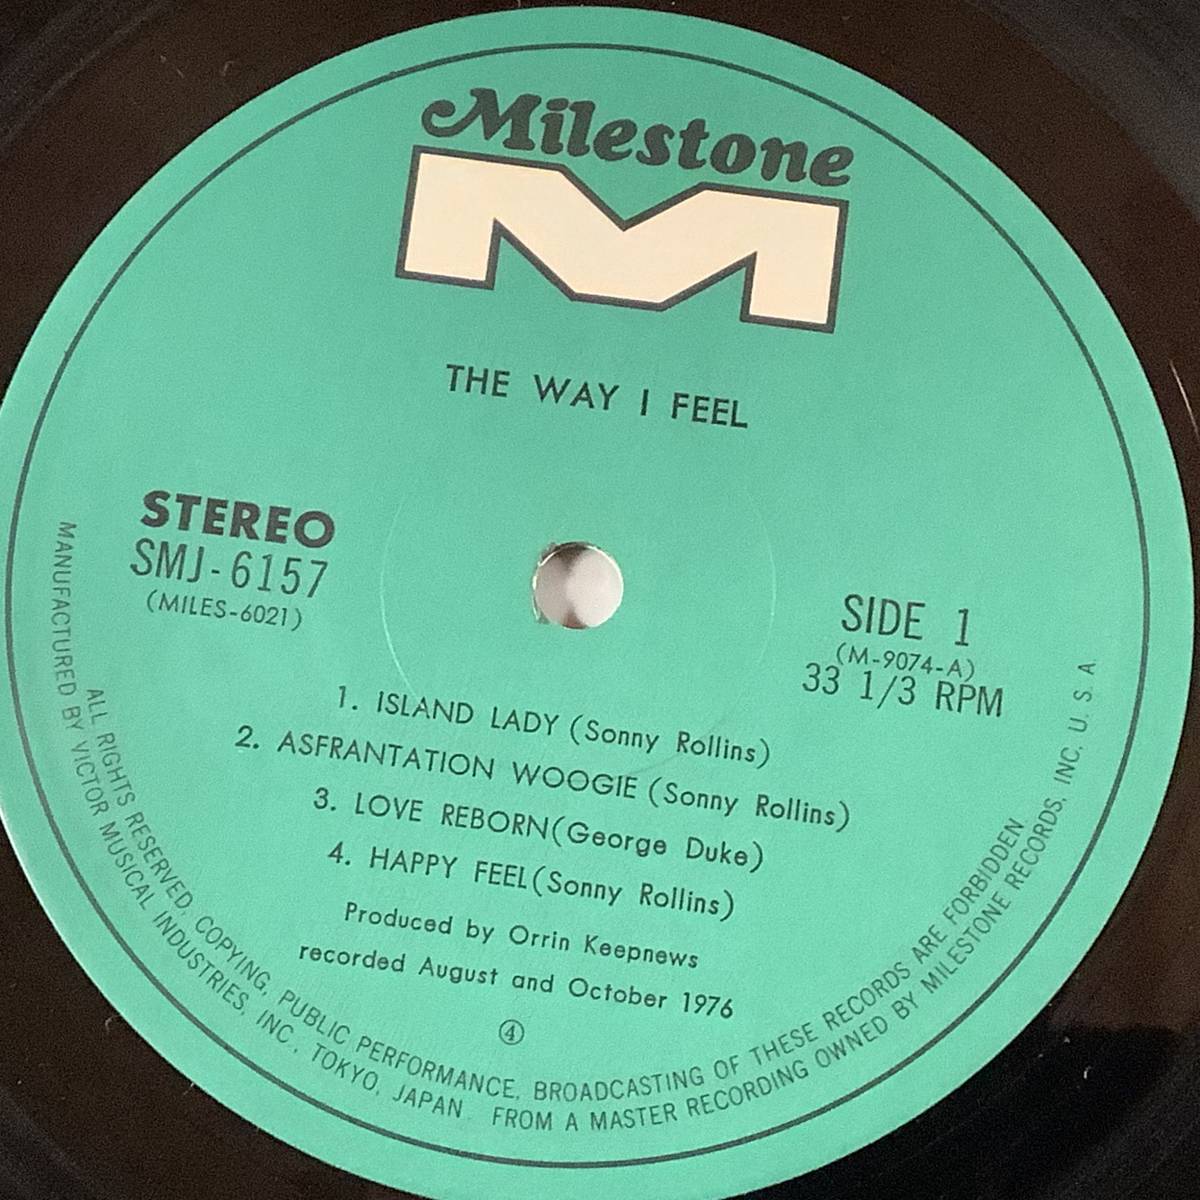 Milestone
M
THE WAY I FEEL
STEREO
SMJ-6157
(MILES-6021)
SIDE 1
(M-9074-A)
33 1/3 RPM
1. ISLAND LADY (Sonny Rollins)
2. ASFRANTATION WOOGIE (Sonny Rollins)
3. LOVE REBORN (George Duke)
4. HAPPY FEEL (Sonny Rollins)
Produced by Orrin Keepnews
recorded August and October 1976
④
ALL RIGHTS RESERVED, COPYING, PUBLIC PERFORMANCE, BROADCASTING OF THESE RECORDS ARE FORBIDDEN
MANUFACTURED BY VICTOR MUSICAL INDUSTRIES, INC., TOKYO, JAPAN FROM A MASTER RECORDING OWNED BY MILESTONE RECORDS, INC. U. S. A.